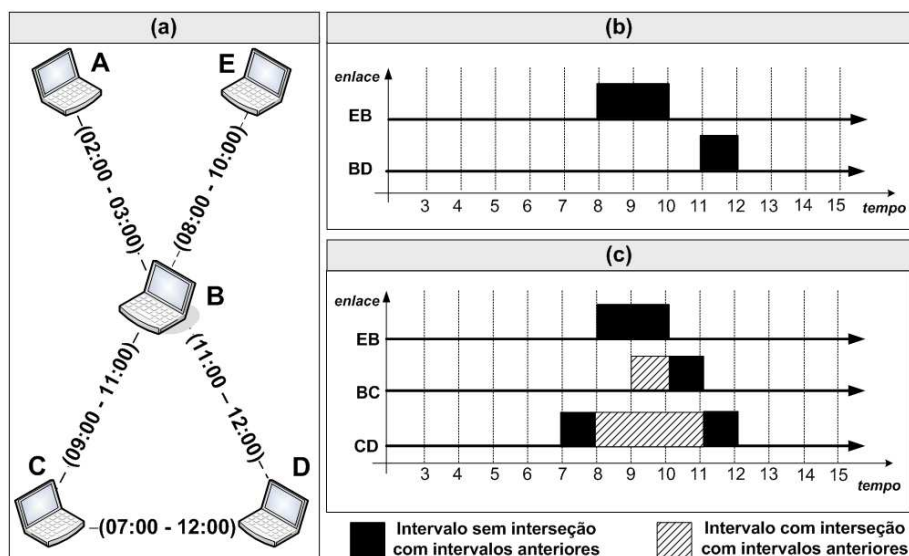 (a)
A
E
(02:00 - 03:00)
(08:00 - 10:00)
B
(09:00 - 11:00)
(11:00 – 12:00)
C
D
(07:00 - 12:00)
(b)
enlace
EB
BD
3 4 5 6 7 8 9 10 11 12 13 14 15
tempo
(c)
enlace
EB
BC
CD
3 4 5 6 7 8 9 10 11 12 13 14 15
tempo
Intervalo sem interseção
com intervalos anteriores
Intervalo com interseção
com intervalos anteriores